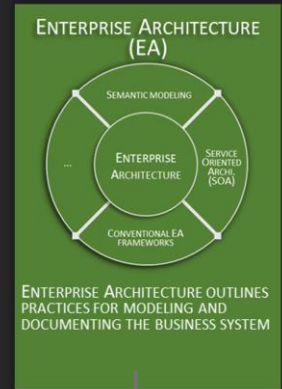 ENTERPRISE ARCHITECTURE
(EA)
SEMANTIC MODELING
...
ENTERPRISE
ARCHITECTURE
SERVICE
ORIENTED
ARCHI.
(SOA)
CONVENTIONAL EA
FRAMEWORKS
ENTERPRISE ARCHITECTURE OUTLINES
PRACTICES FOR MODELING AND
DOCUMENTING THE BUSINESS SYSTEM